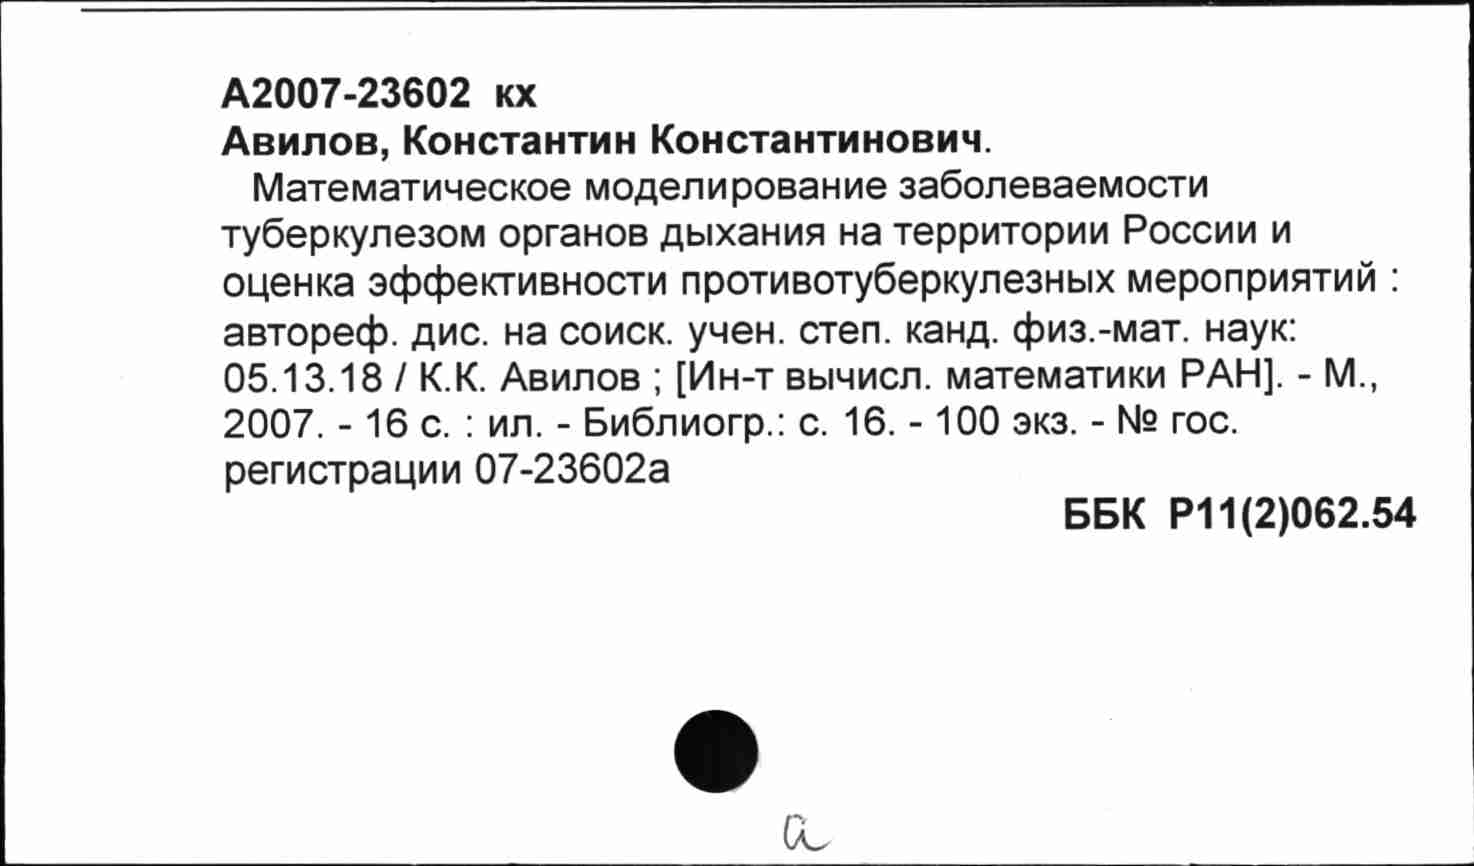 А2007-23602 кх
Авилов, Константин Константинович.
Математическое моделирование заболеваемости
туберкулезом органов дыхания на территории России и
оценка эффективности противотуберкулезных мероприятий :
автореф. дис. на соиск. учен. степ. канд. физ.-мат. наук:
05.13.18 / К.К. Авилов ; [Ин-т вычисл. математики РАН]. - М.,
2007. - 16 с. : ил. - Библиогр.: с. 16. - 100 экз. - № гос.
регистрации 07-23602а
ББК Р11(2)062.54
а